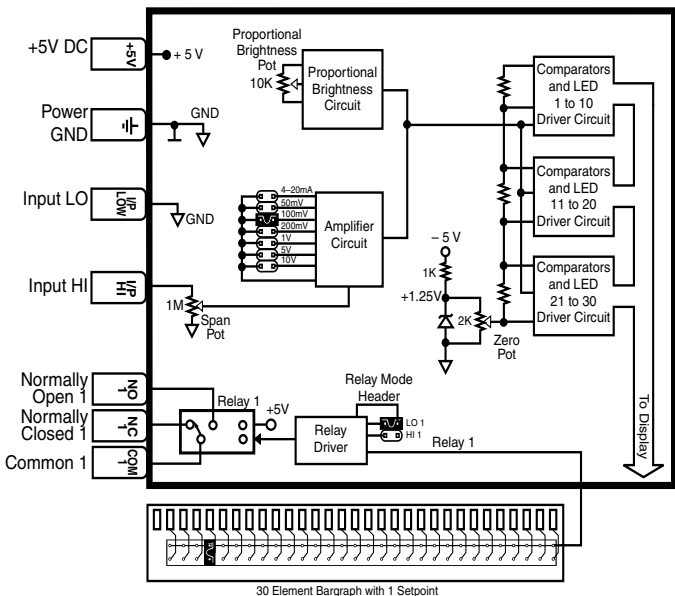 +5V DC
+5V
+ 5 V
Power
GND
GND
Input LO
I/P
LOW
GND
Input HI
I/P
HI
1M
Span
Pot
Proportional
Brightness
Pot
10K
Proportional
Brightness
Circuit
4–20mA
50mV
100mV
200mV
1V
5V
10V
Amplifier
Circuit
– 5 V
1K
+1.25V
2K
Zero
Pot
Comparators
and LED
1 to 10
Driver Circuit
Comparators
and LED
11 to 20
Driver Circuit
Comparators
and LED
21 to 30
Driver Circuit
To Display
Normally
Open 1
NO
1
Normally
Closed 1
NC
1
Common 1
COM
1
Relay 1
+5V
Relay
Driver
Relay Mode
Header
LO 1
HI 1
Relay 1
30 Element Bargraph with 1 Setpoint